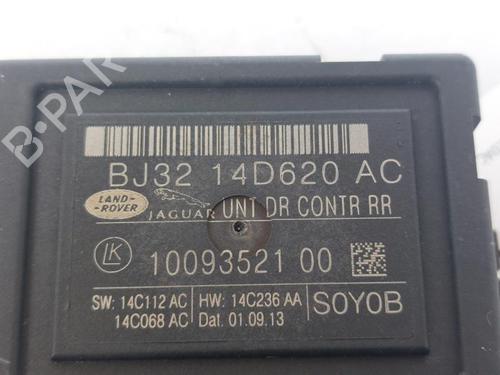 BJ32 14D620 AC
LAND-ROVER
JAGUAR
UNT DR CONTR RR
LK
10093521 00
SW: 14C112 AC
14C068 AC
HW: 14C236 AA
Dat. 01.09.13
SOYOB
B-PAR